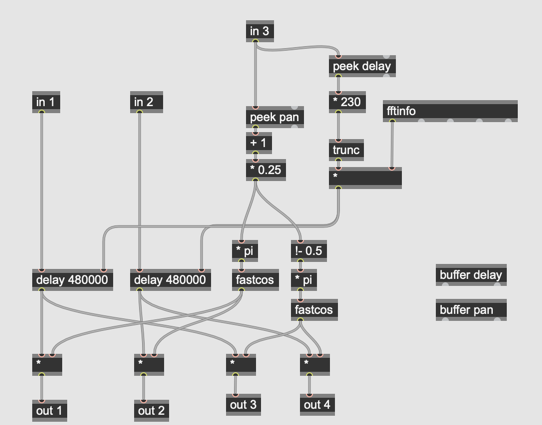 in 3
peek delay
in 1
in 2
* 230
fftinfo
peek pan
+ 1
trunc
* 0.25
*
* pi
!- 0.5
delay 480000
delay 480000
fastcos
* pi
buffer delay
fastcos
buffer pan
*
*
*
*
out 1
out 2
out 3
out 4